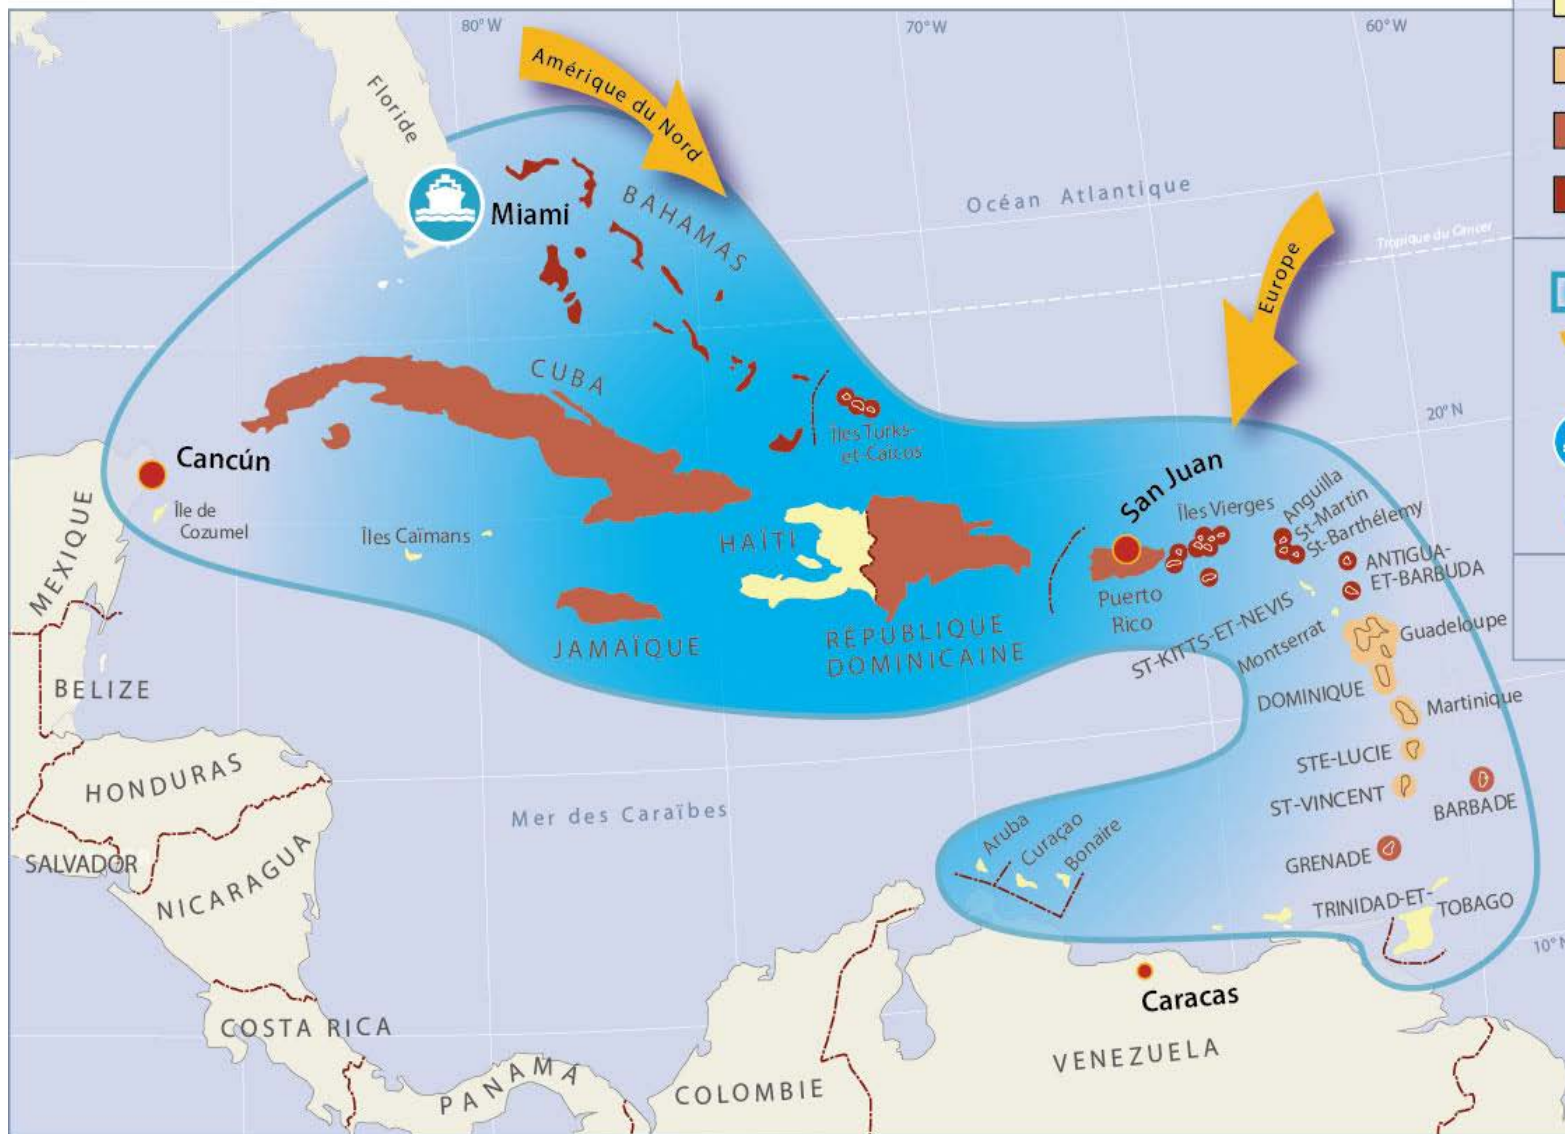 80° W
70° W
60° W
Amérique du Nord
Floride
Miami
BAHAMAS
Océan Atlantique
Europe
Tropique du Cancer
CUBA
20° N
Îles Turks-
et-Caicos
Cancún
Île de
Cozumel
MEXIQUE
Îles Caïmans
HAÏTI
JAMAÏQUE
RÉPUBLIQUE
DOMINICAINE
San Juan
Puerto
Rico
Îles Vierges
Anguilla
St-Martin
St-Barthélemy
ANTIGUA-
ET-BARBUDA
ST-KITTS-ET-NEVIS
Montserrat
Guadeloupe
DOMINIQUE
Martinique
STE-LUCIE
ST-VINCENT
BARBADE
GRENADE
TRINIDAD-ET-
TOBAGO
BELIZE
HONDURAS
SALVADOR
NICARAGUA
Mer des Caraïbes
Aruba
Curaçao
Bonaire
10° N
Caracas
COSTA RICA
PANAMA
COLOMBIE
VENEZUELA